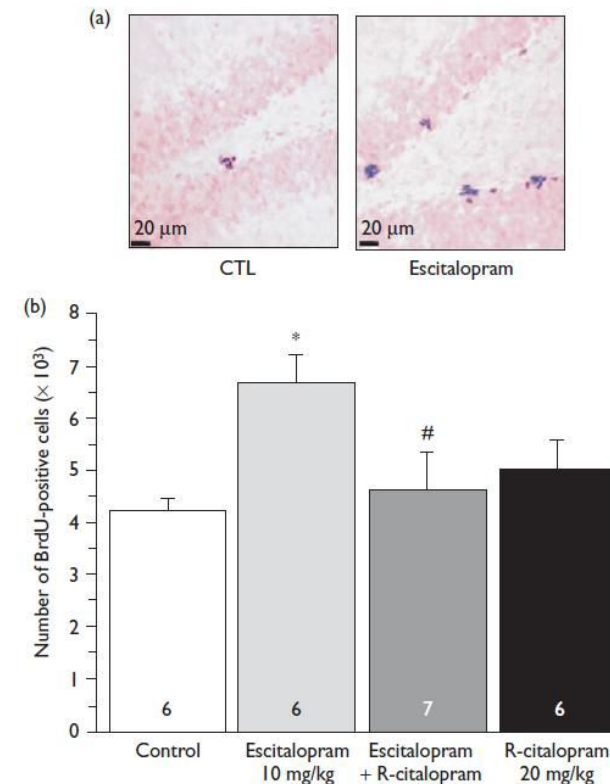 (a)
20 µm
20 µm
CTL
Escitalopram
(b)
Number of BrdU-positive cells (× 10³)
8
7
6
5
4
3
2
1
0
*
#
6
6
7
6
Control
Escitalopram
10 mg/kg
Escitalopram
+ R-citalopram
R-citalopram
20 mg/kg